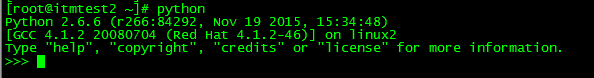 [root@itmtest2 ~]# python
Python 2.6.6 (r266:84292, Nov 19 2015, 15:34:48)
[GCC 4.1.2 20080704 (Red Hat 4.1.2-46)] on linux2
Type "help", "copyright", "credits" or "license" for more information.
>>>